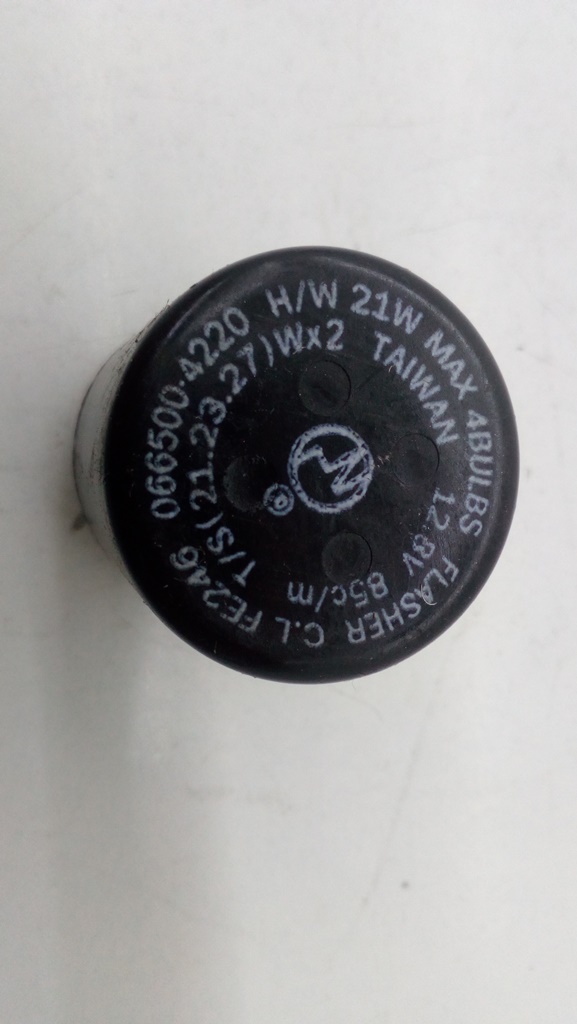 FLASHER C.L FE246 066500-4220 H/W 21W MAX 4BULBS
T/S(21.23.27)Wx2 TAIWAN 12.8V 85c/m